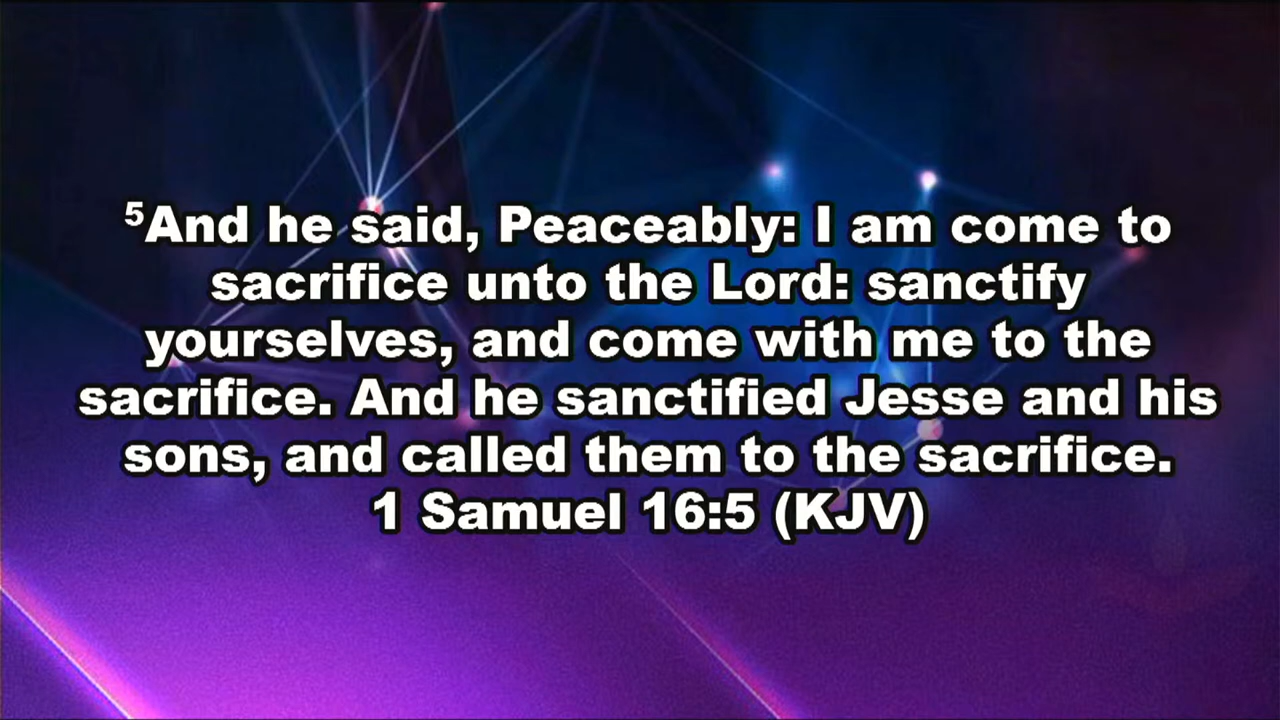 ⁵And he said, Peaceably: I am come to
sacrifice unto the Lord: sanctify
yourselves, and come with me to the
sacrifice. And he sanctified Jesse and his
sons, and called them to the sacrifice.
1 Samuel 16:5 (KJV)